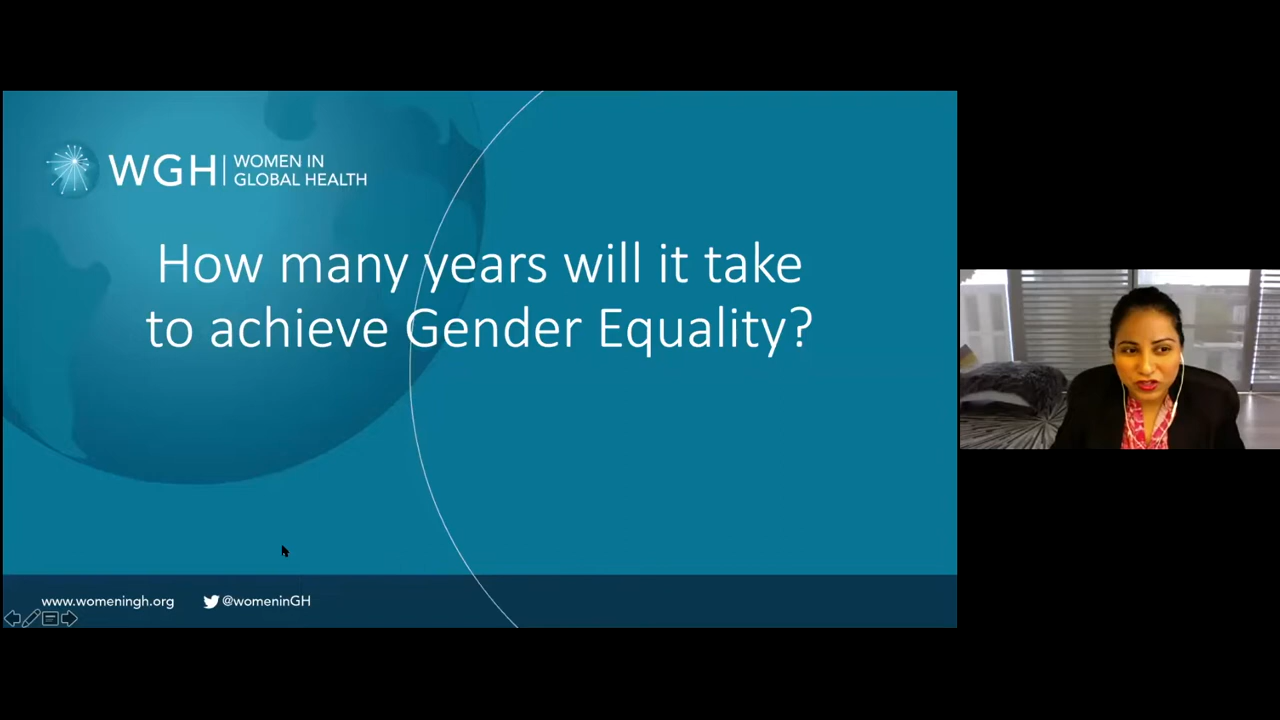 WGH
WOMEN IN
GLOBAL HEALTH
How many years will it take
to achieve Gender Equality?
www.womeningh.org
@womeninGH